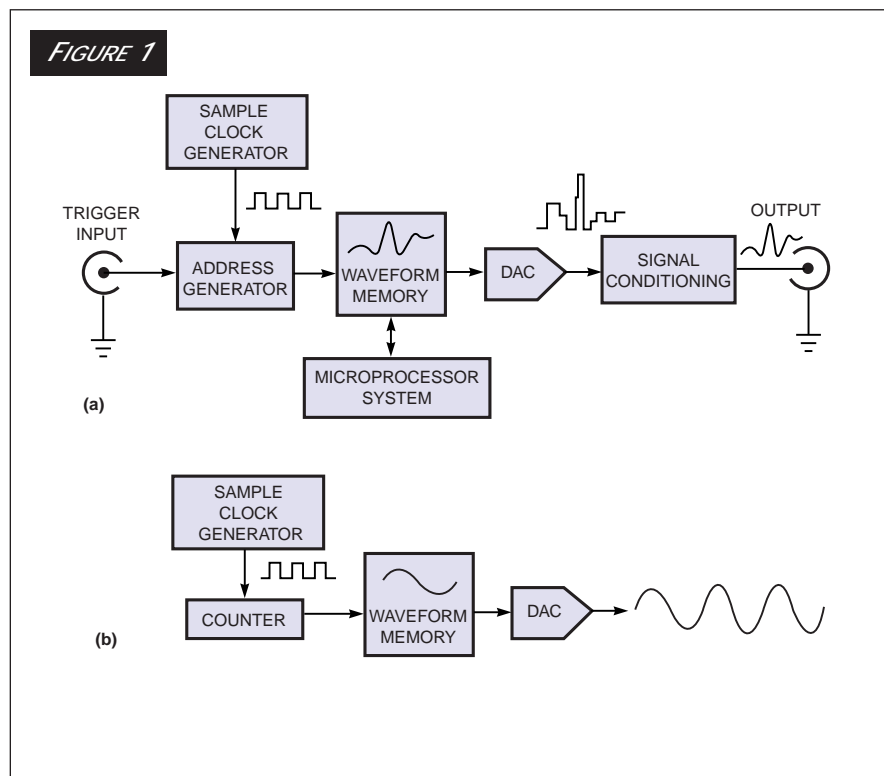 FIGURE 1
SAMPLE
CLOCK
GENERATOR
TRIGGER
INPUT
ADDRESS
GENERATOR
WAVEFORM
MEMORY
DAC
SIGNAL
CONDITIONING
OUTPUT
MICROPROCESSOR
SYSTEM
(a)
SAMPLE
CLOCK
GENERATOR
COUNTER
WAVEFORM
MEMORY
DAC
(b)